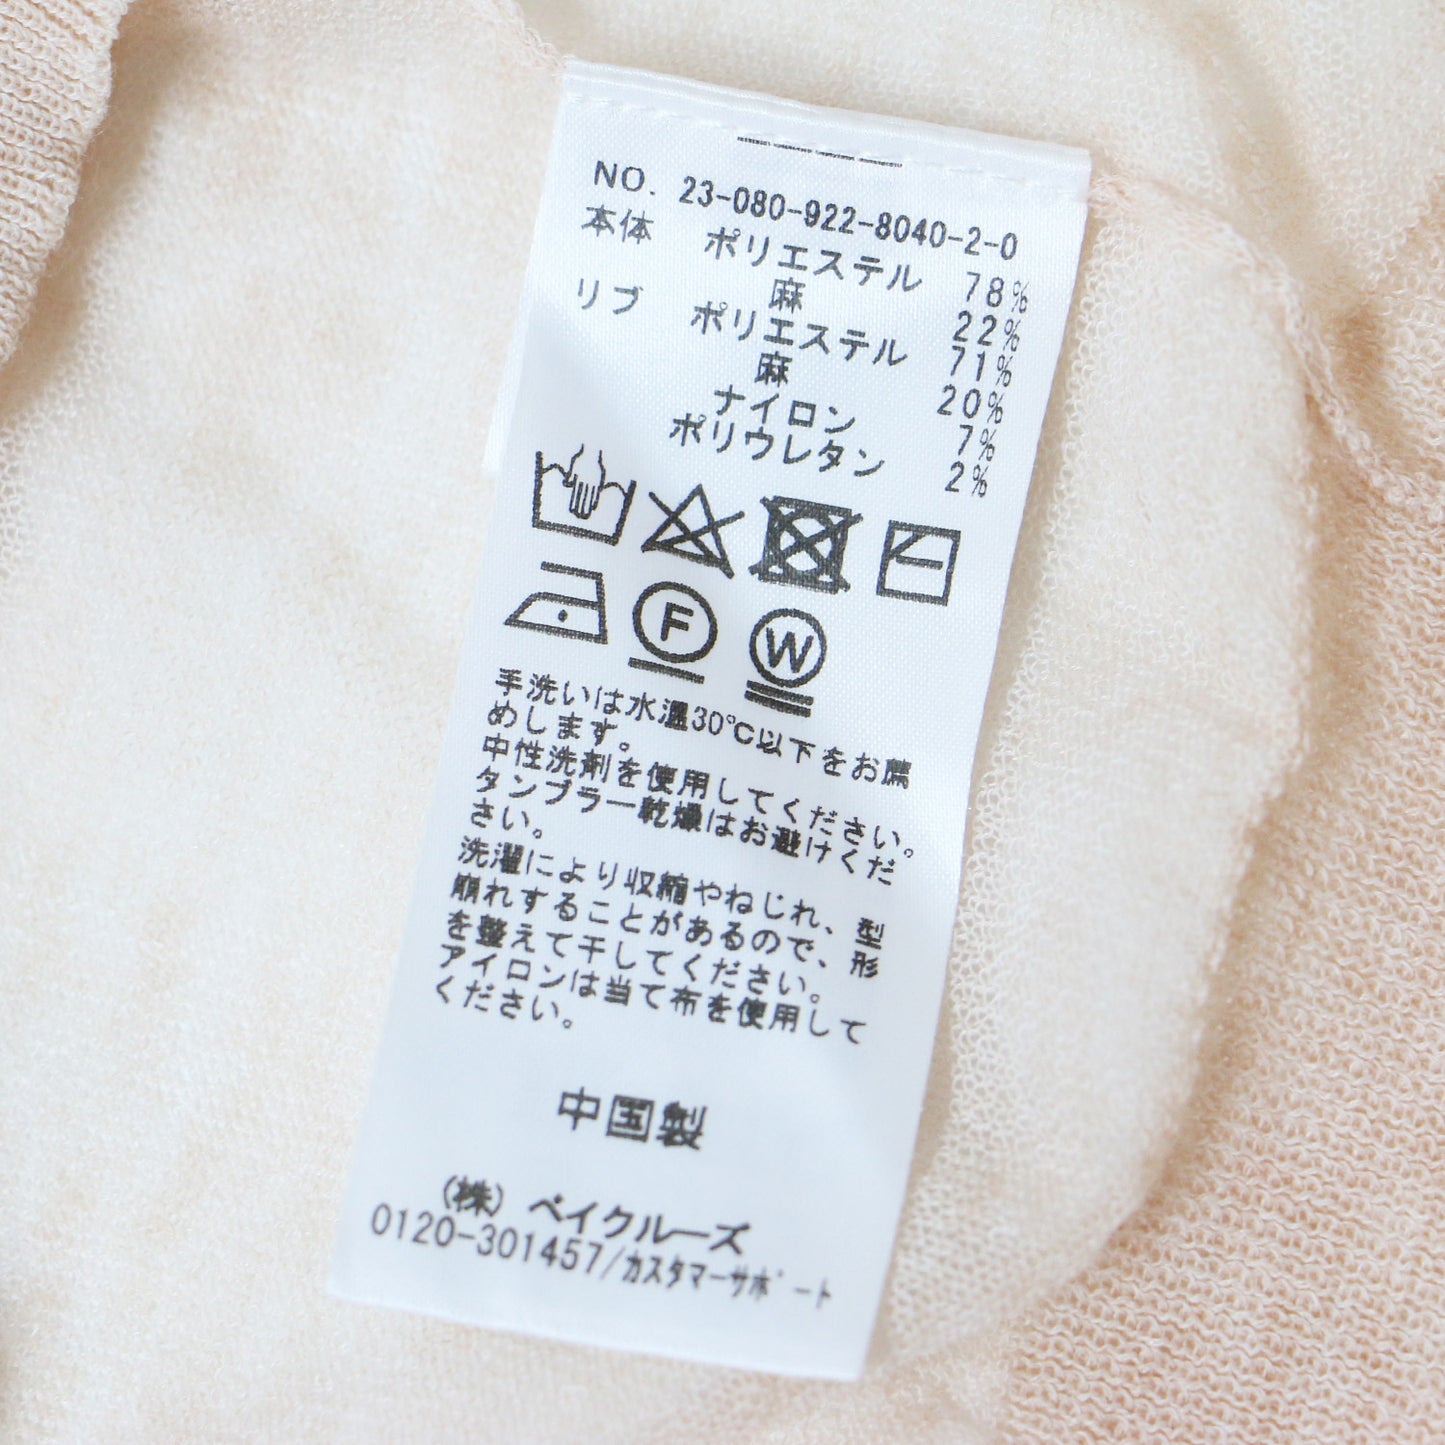 NO. 23-080-922-8040-2-0
本体 ポリエステル 78%
麻 22%
リブ ポリエステル 71%
麻 20%
ナイロン 7%
ポリウレタン 2%
F W
手洗いは水温30℃以下をお薦
めします。
中性洗剤を使用してください。
タンブラー乾燥はお避けくだ
さい。
洗濯により収縮やねじれ、型
崩れすることがあるので、形
を整えて干してください。
アイロンは当て布を使用して
ください。
中国製
(株) ベイクルーズ
0120-301457/カスタマーサポート